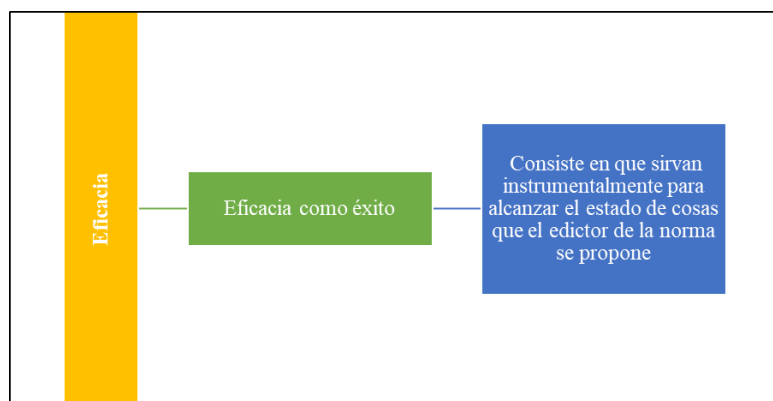 Eficacia
Eficacia como éxito
Consiste en que sirvan
instrumentalmente para
alcanzar el estado de cosas
que el edictor de la norma
se propone